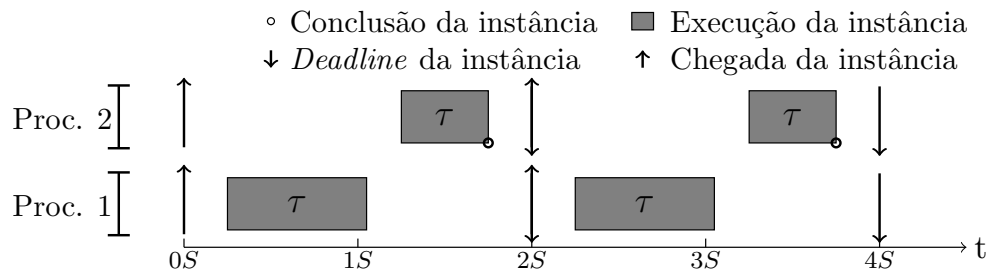 Conclusão da instância Execução da instância
Deadline da instância Chegada da instância
Proc. 2 τ τ
Proc. 1 τ τ
t
0S 1S 2S 3S 4S